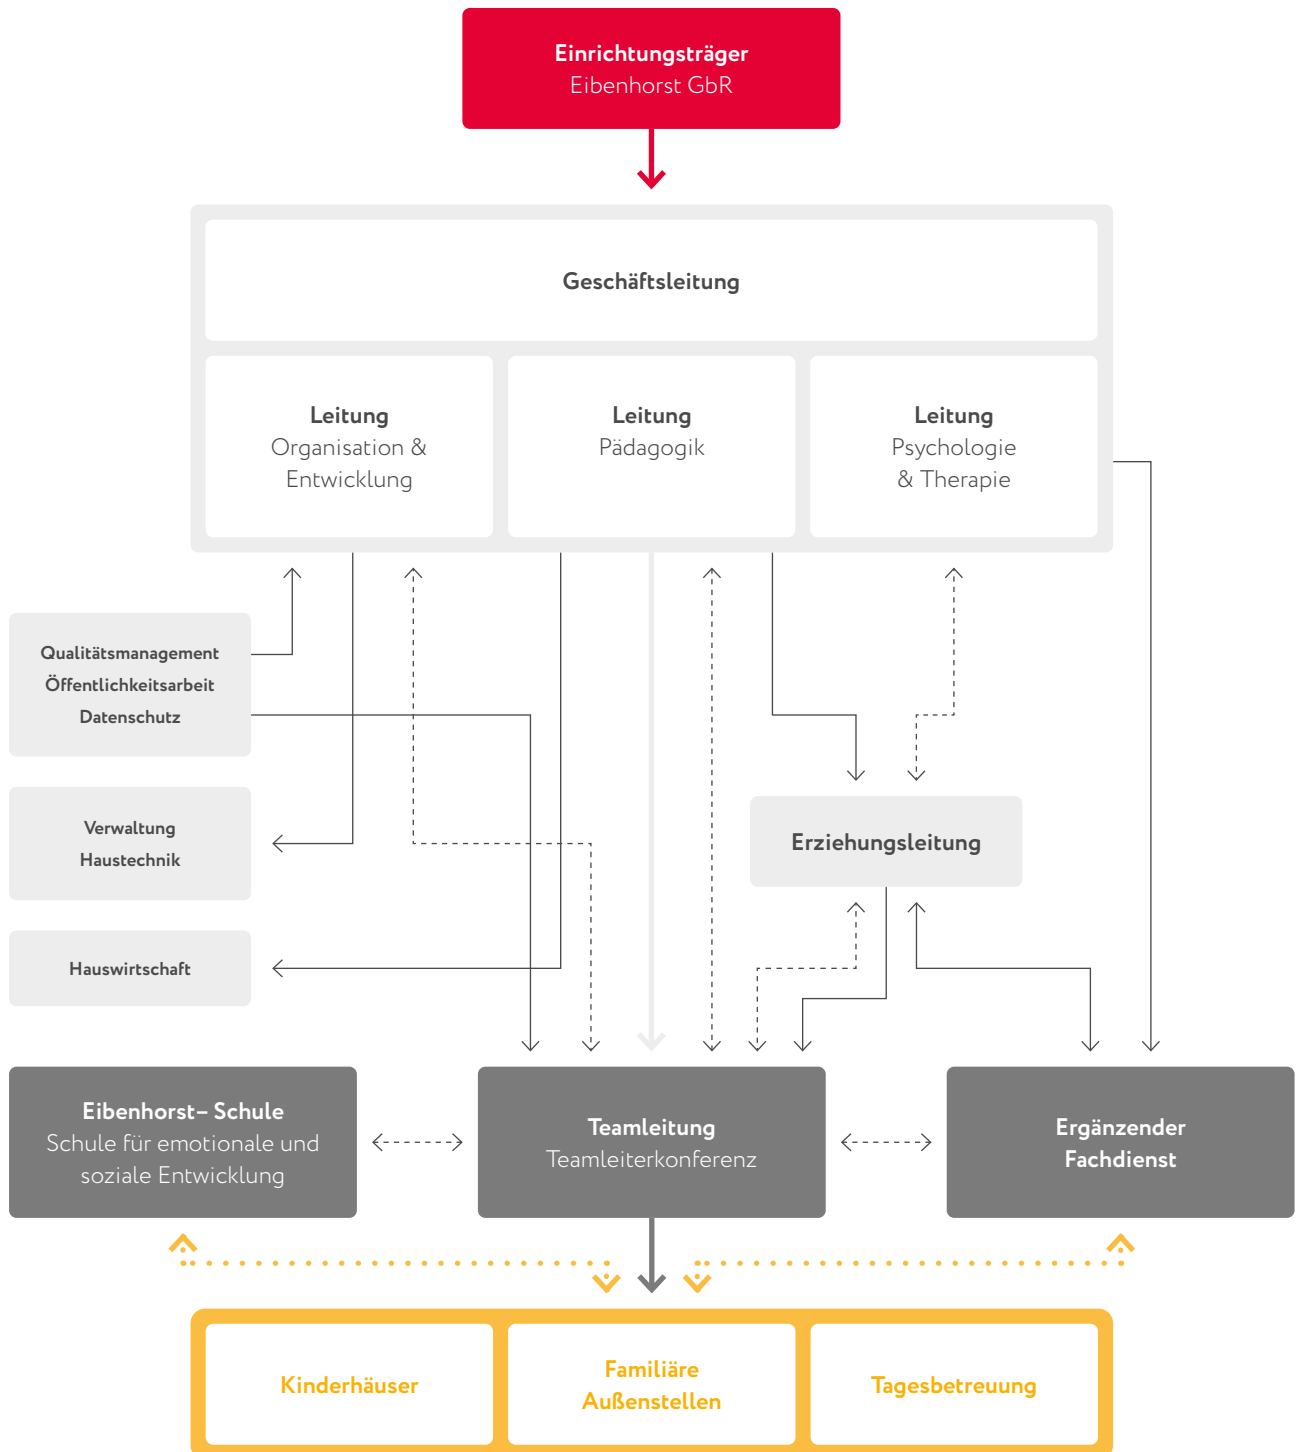 Einrichtungsträger
Eibenhorst GbR
Geschäftsleitung
Leitung
Organisation &
Entwicklung
Leitung
Pädagogik
Leitung
Psychologie
& Therapie
Qualitätsmanagement
Öffentlichkeitsarbeit
Datenschutz
Verwaltung
Haustechnik
Erziehungsleitung
Hauswirtschaft
Eibenhorst– Schule
Schule für emotionale und
soziale Entwicklung
Teamleitung
Teamleiterkonferenz
Ergänzender
Fachdienst
Kinderhäuser
Familiäre
Außenstellen
Tagesbetreuung